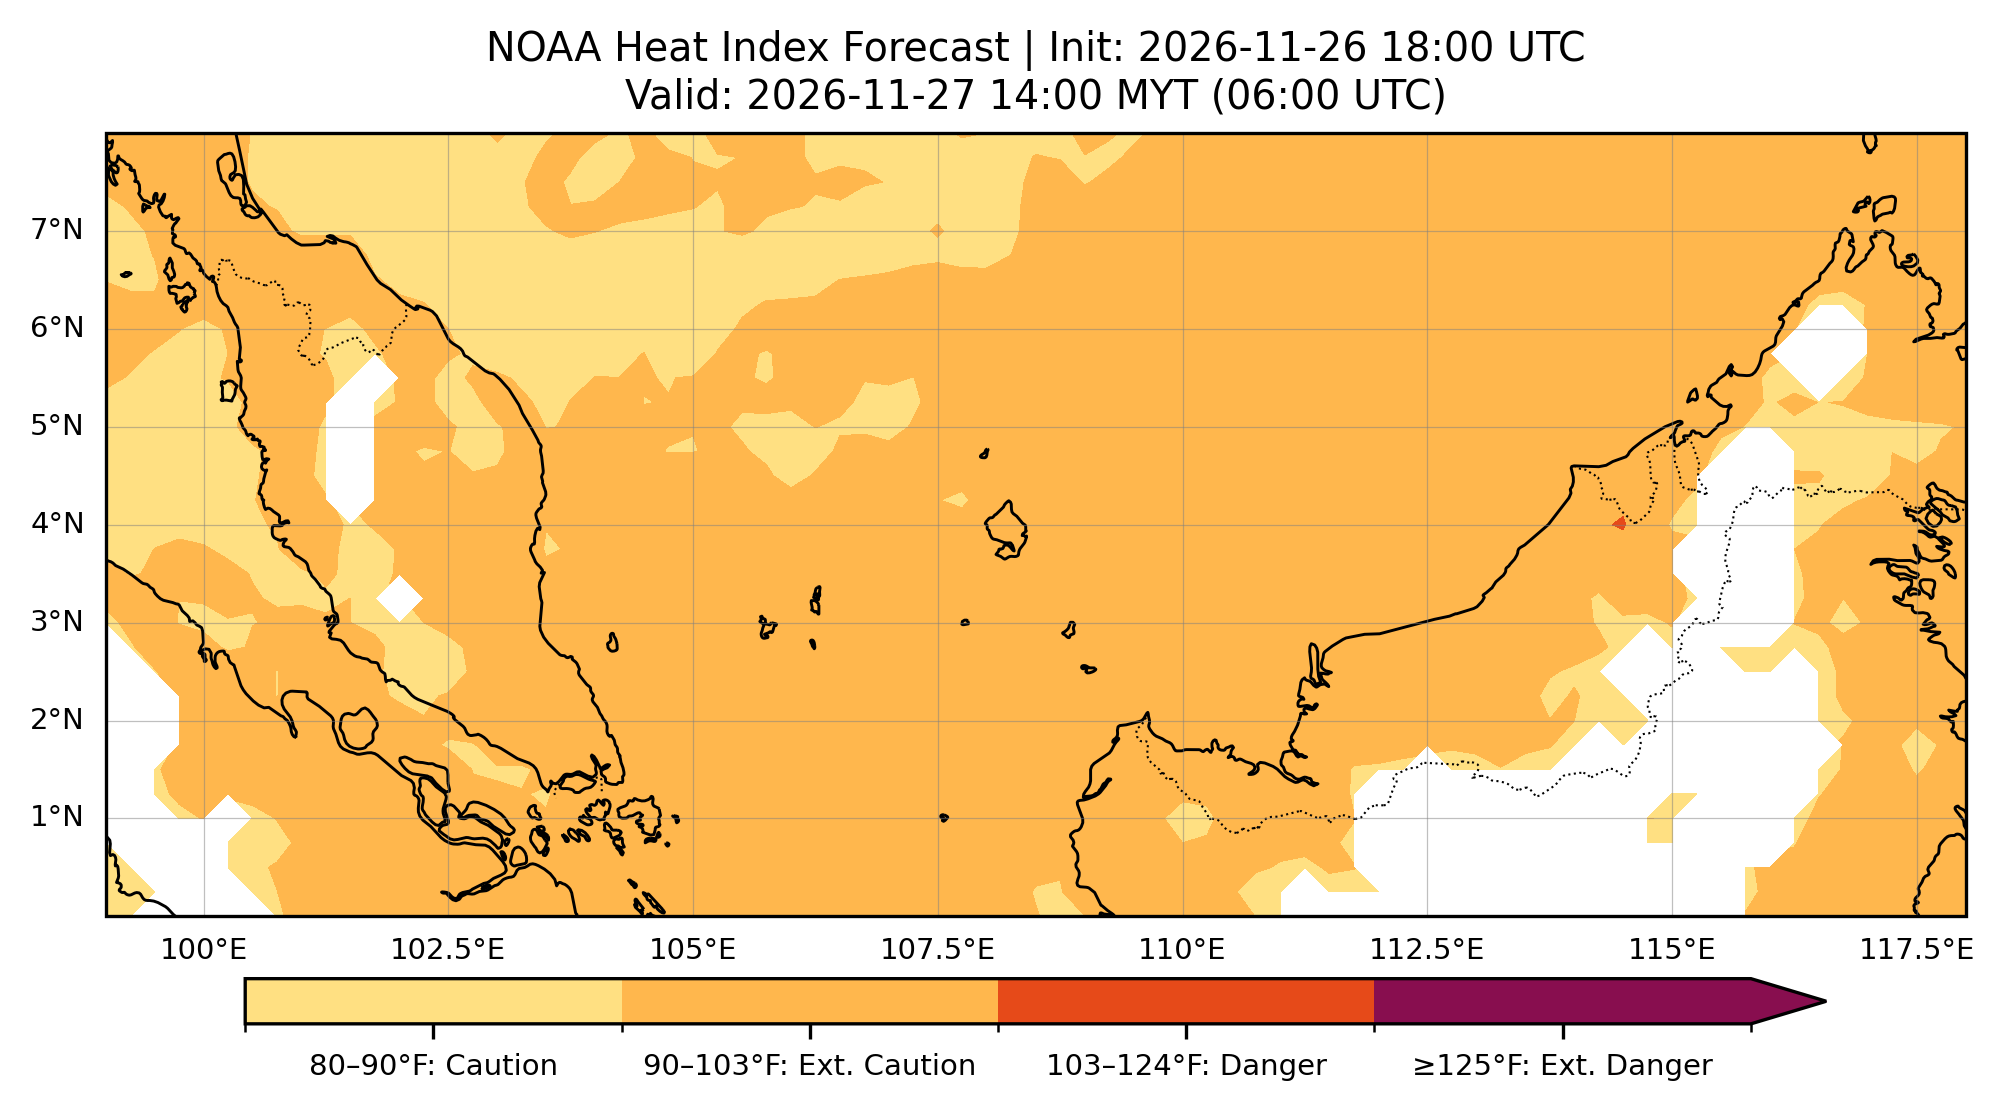 NOAA Heat Index Forecast | Init: 2026-11-26 18:00 UTC
Valid: 2026-11-27 14:00 MYT (06:00 UTC)
7°N
6°N
5°N
4°N
3°N
2°N
1°N
100°E 102.5°E 105°E 107.5°E 110°E 112.5°E 115°E 117.5°E
80–90°F: Caution 90–103°F: Ext. Caution 103–124°F: Danger ≥125°F: Ext. Danger